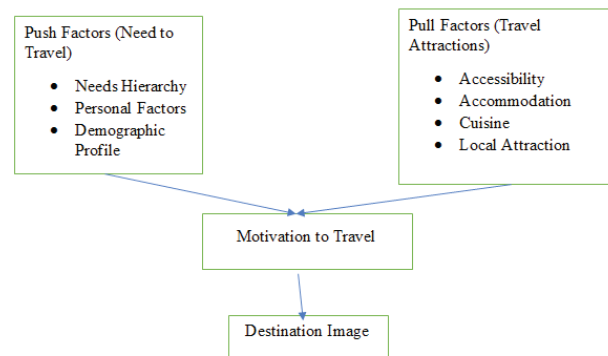 Push Factors (Need to
Travel)
• Needs Hierarchy
• Personal Factors
• Demographic
Profile
Pull Factors (Travel
Attractions)
• Accessibility
• Accommodation
• Cuisine
• Local Attraction
Motivation to Travel
Destination Image